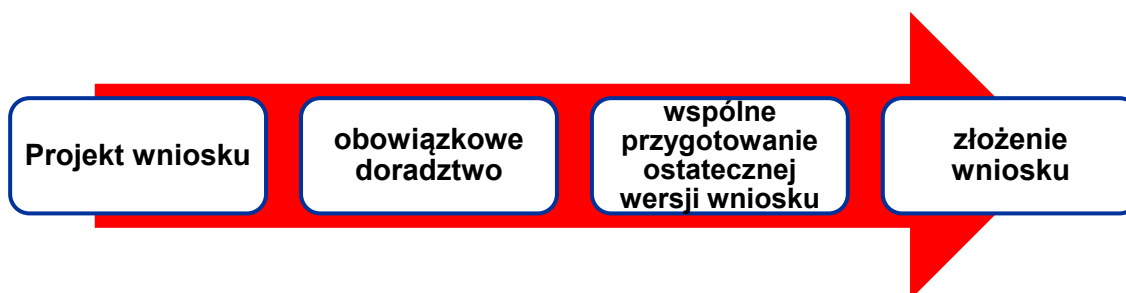 Projekt wniosku
obowiązkowe
doradztwo
wspólne
przygotowanie
ostatecznej
wersji wniosku
złożenie
wniosku